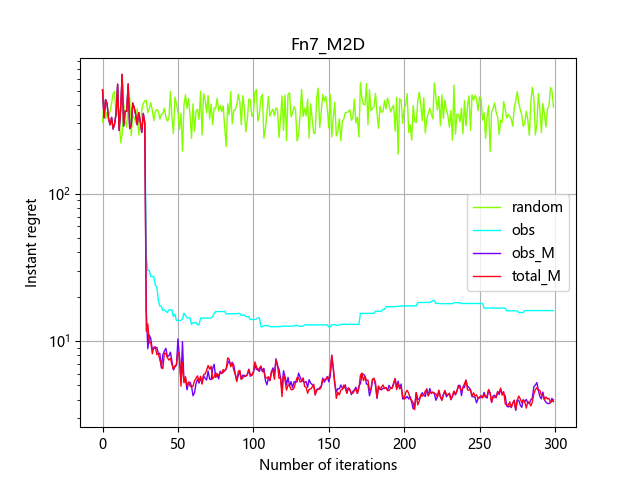 Fn7_M2D
Instant regret
10²
10¹
random
obs
obs_M
total_M
0 50 100 150 200 250 300
Number of iterations